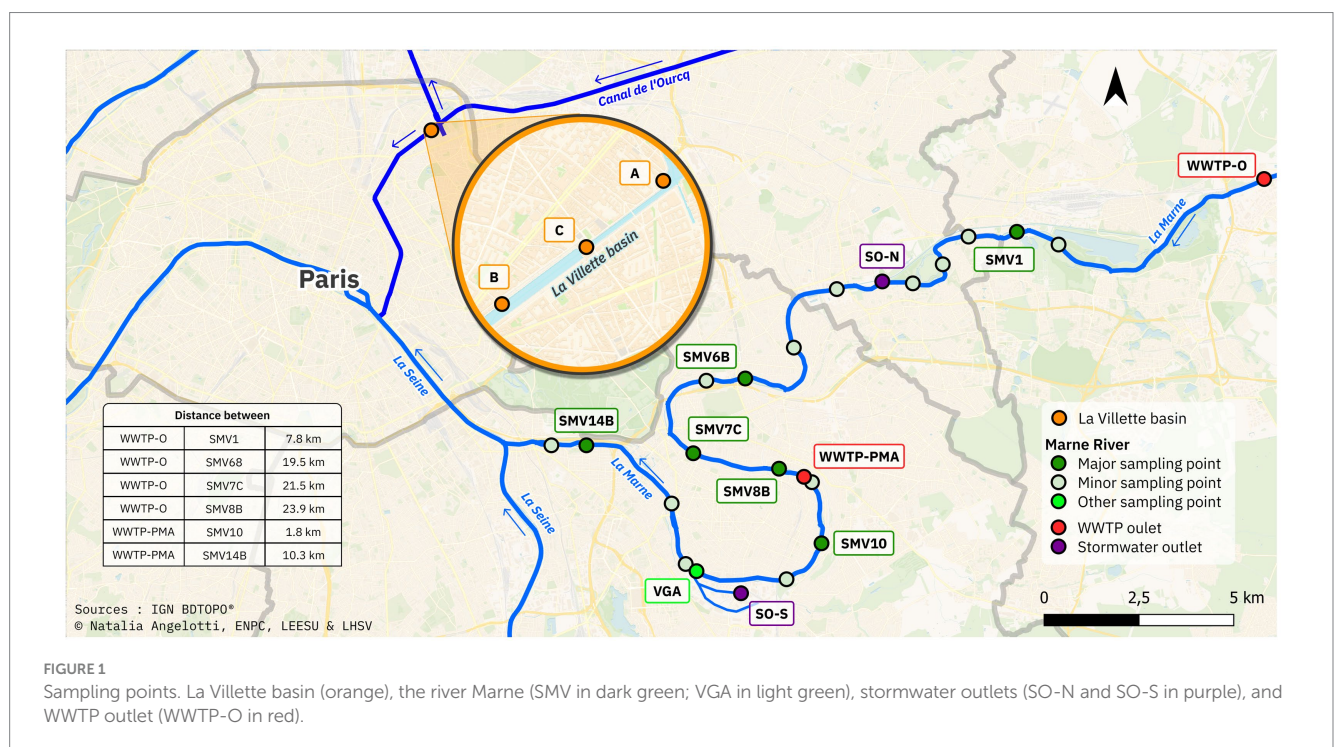 Canal de l'Ourcq
WWTP-O
La Marne
A
C
B
La Villette basin
SO-N
SMV1
Paris
La Seine
SMV6B
SMV14B
SMV7C
WWTP-PMA
SMV8B
La Marne
La Seine
SMV10
VGA
SO-S
Distance between
WWTP-O SMV1 7.8 km
WWTP-O SMV68 19.5 km
WWTP-O SMV7C 21.5 km
WWTP-O SMV8B 23.9 km
WWTP-PMA SMV10 1.8 km
WWTP-PMA SMV14B 10.3 km
La Villette basin
Marne River
Major sampling point
Minor sampling point
Other sampling point
WWTP oulet
Stormwater outlet
0 2,5 5 km
Sources : IGN BDTOPO®
© Natalia Angelotti, ENPC, LEESU & LHSV
FIGURE 1
Sampling points. La Villette basin (orange), the river Marne (SMV in dark green; VGA in light green), stormwater outlets (SO-N and SO-S in purple), and
WWTP outlet (WWTP-O in red).